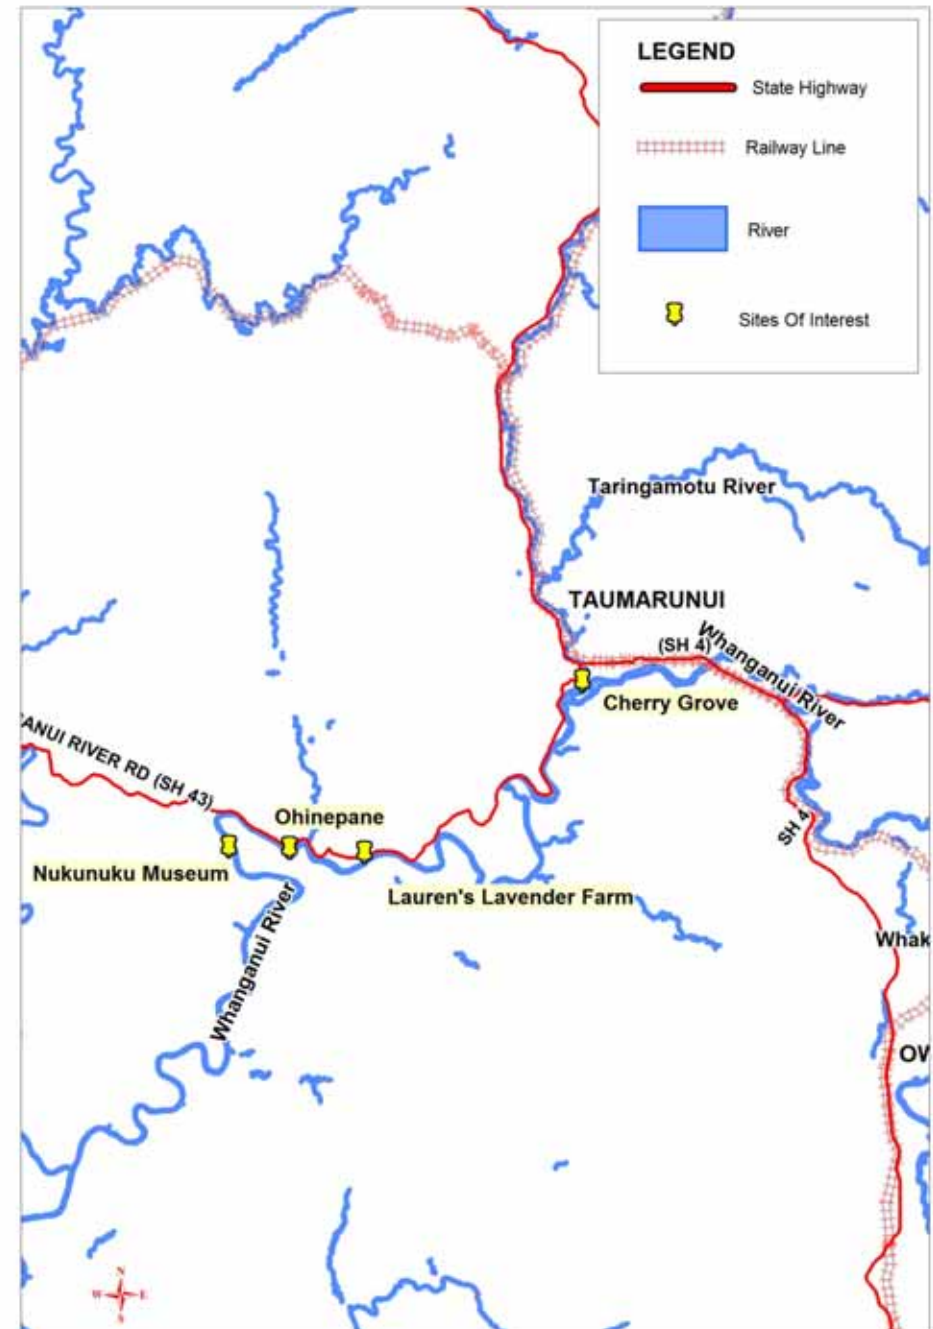 LEGEND
State Highway
Railway Line
River
Sites Of Interest
Taringamotu River
TAUMARUNUI
(SH 4)
Whanganui River
Cherry Grove
ANUI RIVER RD (SH 43)
Ohinepane
SH 4
Nukunuku Museum
Lauren's Lavender Farm
Whanganui River
Whak
OW
N
W E
S